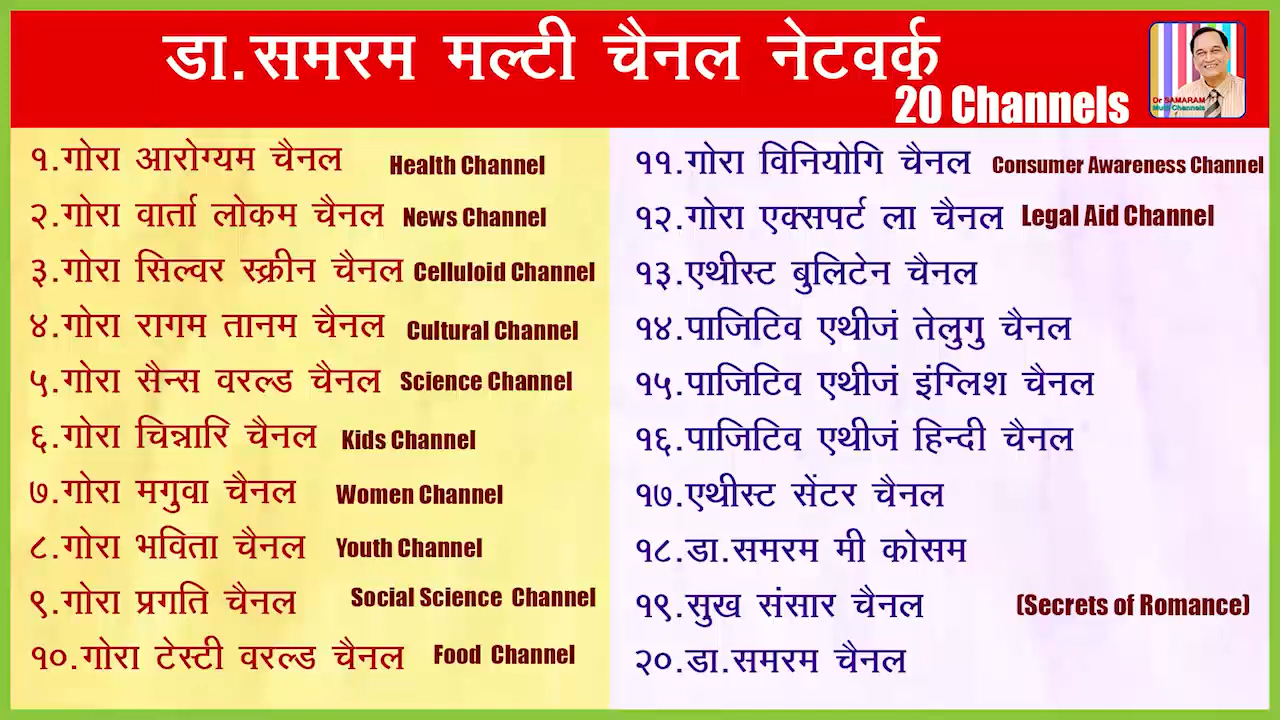 डा.समरम मल्टी चैनल नेटवर्क
20 Channels
Dr SAMARAM
Multi Channels
१.गोरा आरोग्यम चैनल Health Channel
२.गोरा वार्ता लोकम चैनल News Channel
३.गोरा सिल्वर स्क्रीन चैनल Celluloid Channel
४.गोरा रागम तानम चैनल Cultural Channel
५.गोरा सैन्स वरल्ड चैनल Science Channel
६.गोरा चिन्नारि चैनल Kids Channel
७.गोरा मगुवा चैनल Women Channel
८.गोरा भविता चैनल Youth Channel
९.गोरा प्रगति चैनल Social Science Channel
१०.गोरा टेस्टी वरल्ड चैनल Food Channel
११.गोरा विनियोगि चैनल Consumer Awareness Channel
१२.गोरा एक्सपर्ट ला चैनल Legal Aid Channel
१३.एथीस्ट बुलिटेन चैनल
१४.पाजिटिव एथीजं तेलुगु चैनल
१५.पाजिटिव एथीजं इंग्लिश चैनल
१६.पाजिटिव एथीजं हिन्दी चैनल
१७.एथीस्ट सेंटर चैनल
१८.डा.समरम मी कोसम
१९.सुख संसार चैनल (Secrets of Romance)
२०.डा.समरम चैनल